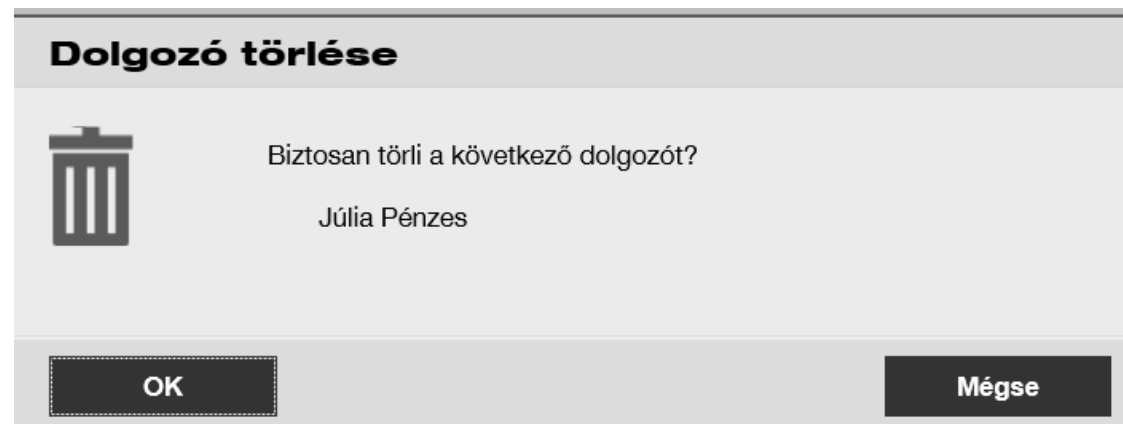 Dolgozó törlése
Biztosan törli a következő dolgozót?
Júlia Pénzes
OK
Mégse